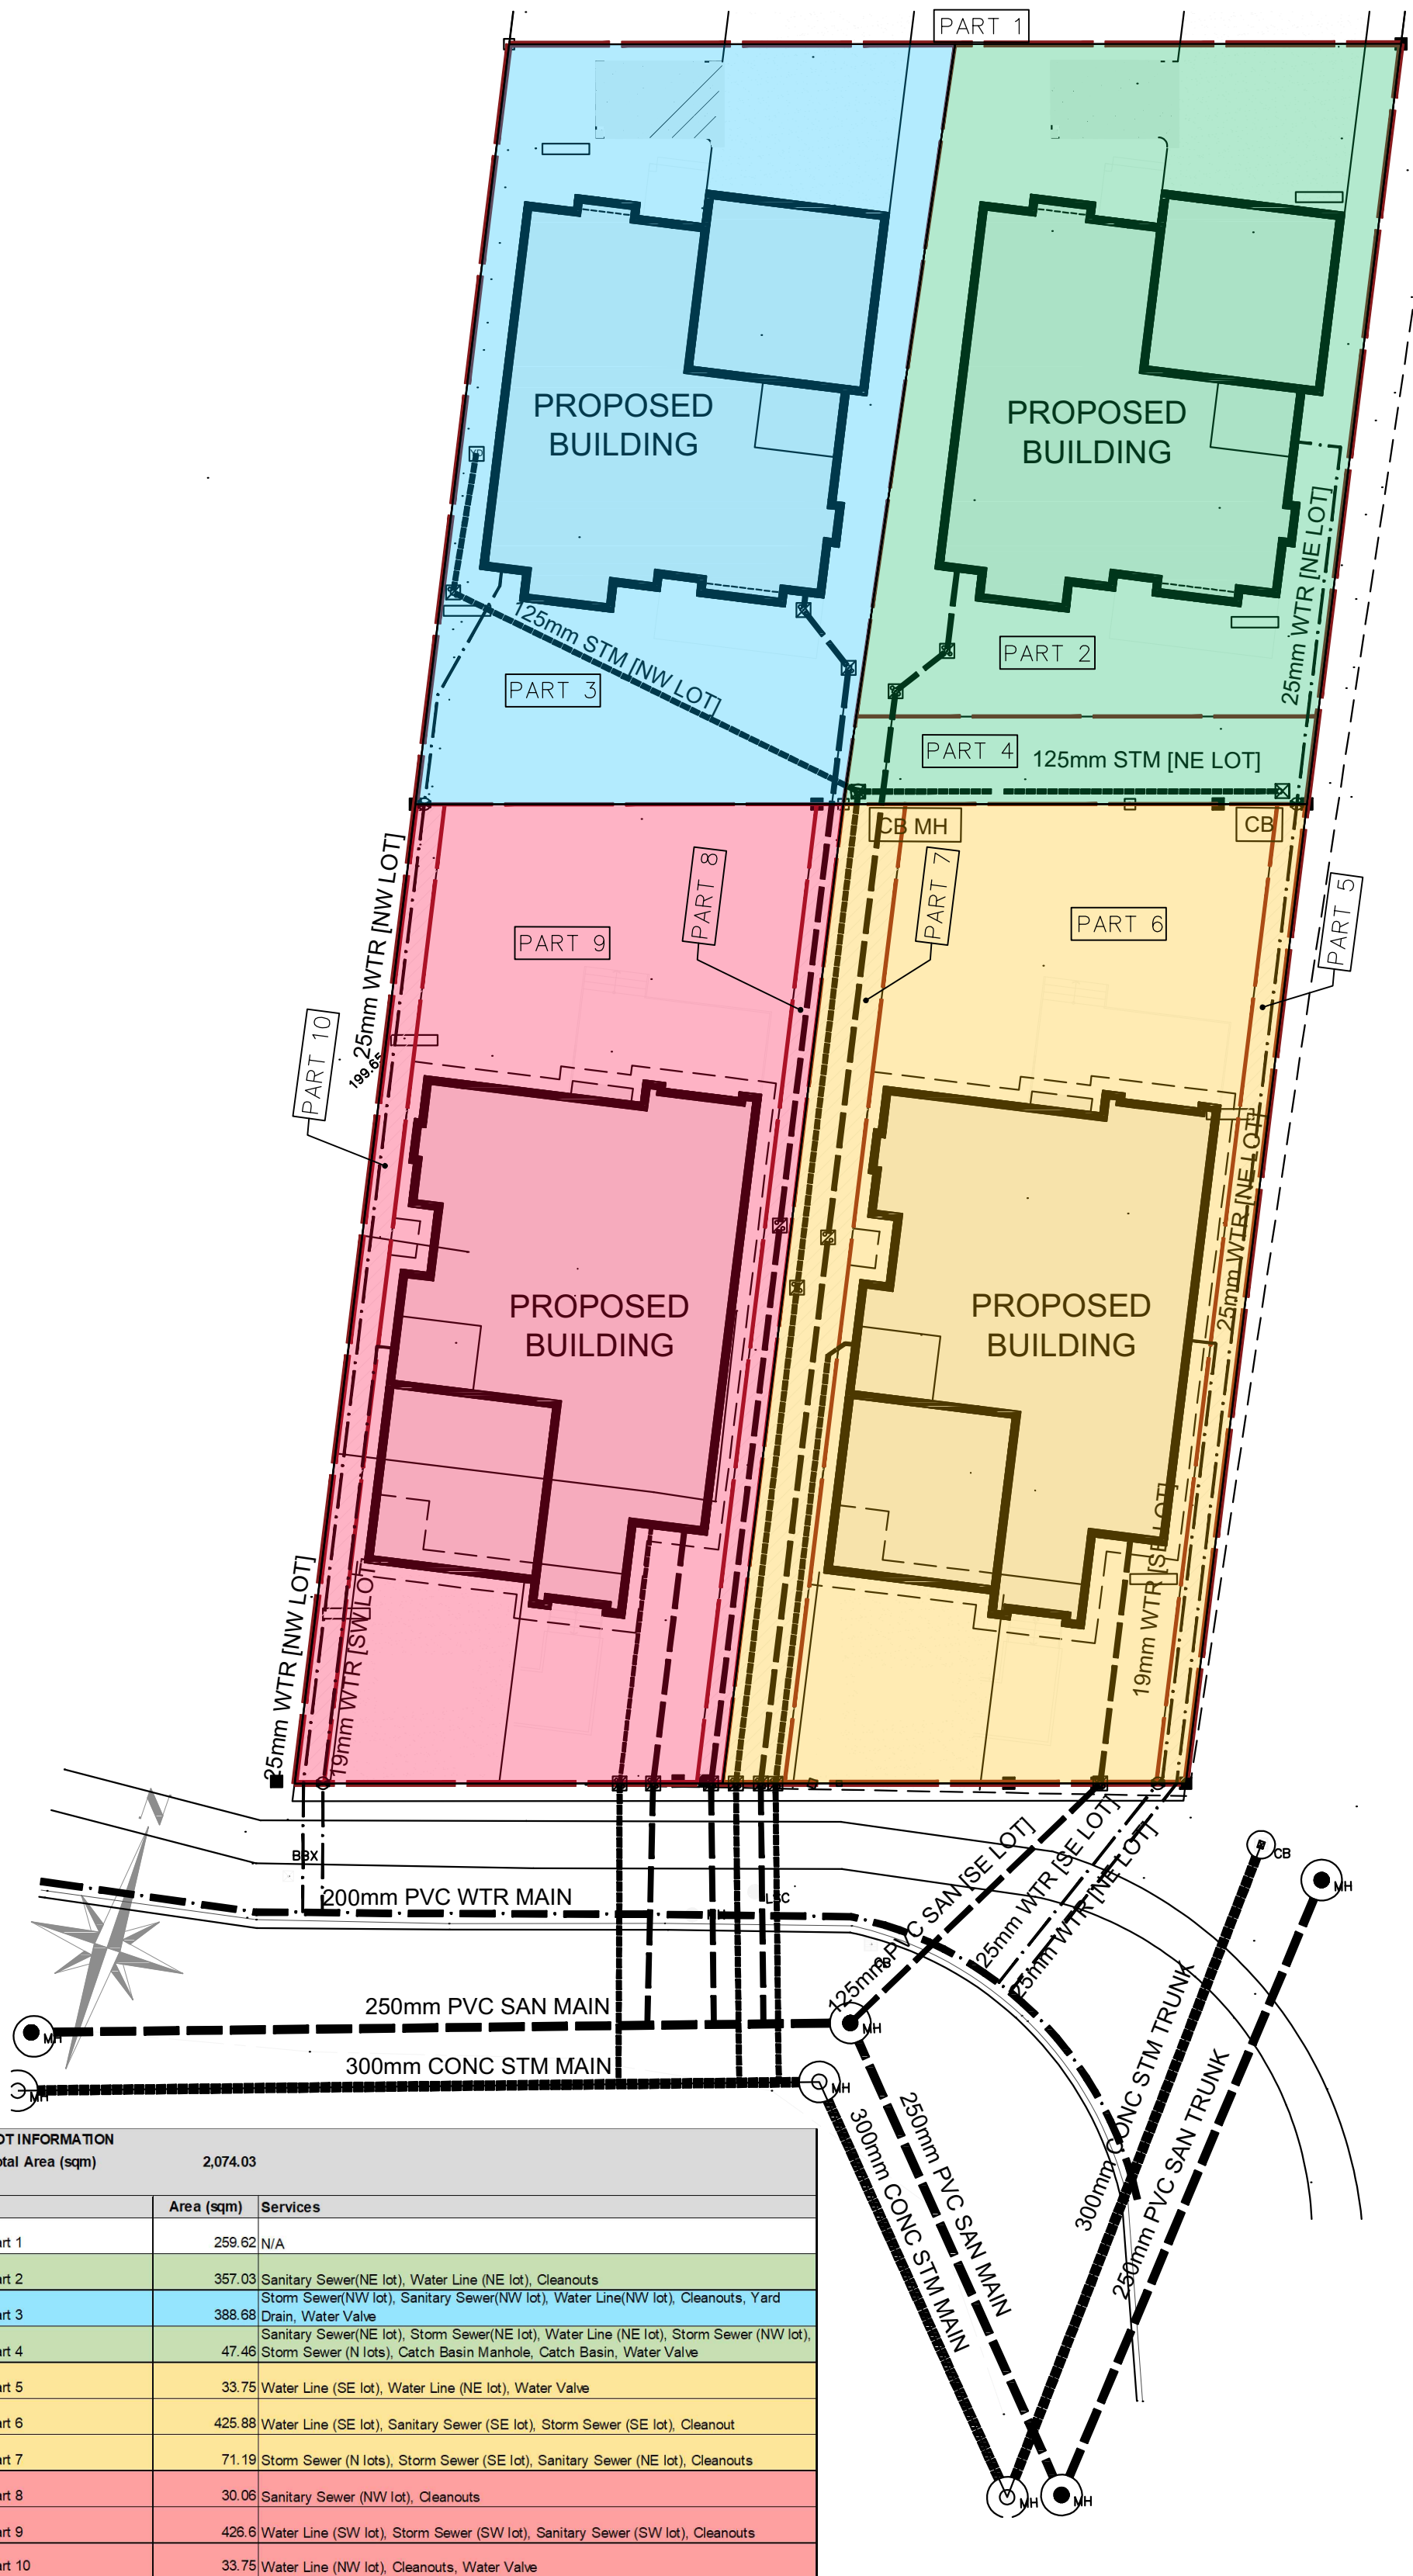 PART 1
PROPOSED
BUILDING
PROPOSED
BUILDING
25mm WTR [NE LOT]
125mm STM [NW LOT]
PART 2
PART 3
PART 4
125mm STM [NE LOT]
CB MH
CB
25mm WTR [NW LOT]
PART 8
PART 7
PART 5
PART 9
PART 6
PART 10
199.65
25mm WTR [NE LOT]
PROPOSED
BUILDING
PROPOSED
BUILDING
25mm WTR [NW LOT]
19mm WTR [SW LOT]
19mm WTR [SE LOT]
N
BBX
200mm PVC WTR MAIN
LSC
CB
125mm PVC SAN [SE LOT]
25mm WTR [SE LOT]
25mm WTR [NE LOT]
CB
MH
250mm PVC SAN MAIN
MH
MH
300mm CONC STM MAIN
MH
MH
300mm CONC STM TRUNK
250mm PVC SAN TRUNK
250mm PVC SAN MAIN
300mm CONC STM MAIN
MH
MH
OT INFORMATION
otal Area (sqm) 2,074.03
Area (sqm) Services
art 1 259.62 N/A
art 2 357.03 Sanitary Sewer(NE lot), Water Line (NE lot), Cleanouts
art 3 388.68 Storm Sewer(NW lot), Sanitary Sewer(NW lot), Water Line(NW lot), Cleanouts, Yard
Drain, Water Valve
art 4 47.46 Sanitary Sewer(NE lot), Storm Sewer(NE lot), Water Line (NE lot), Storm Sewer (NW lot),
Storm Sewer (N lots), Catch Basin Manhole, Catch Basin, Water Valve
art 5 33.75 Water Line (SE lot), Water Line (NE lot), Water Valve
art 6 425.88 Water Line (SE lot), Sanitary Sewer (SE lot), Storm Sewer (SE lot), Cleanout
art 7 71.19 Storm Sewer (N lots), Storm Sewer (SE lot), Sanitary Sewer (NE lot), Cleanouts
art 8 30.06 Sanitary Sewer (NW lot), Cleanouts
art 9 426.6 Water Line (SW lot), Storm Sewer (SW lot), Sanitary Sewer (SW lot), Cleanouts
art 10 33.75 Water Line (NW lot), Cleanouts, Water Valve